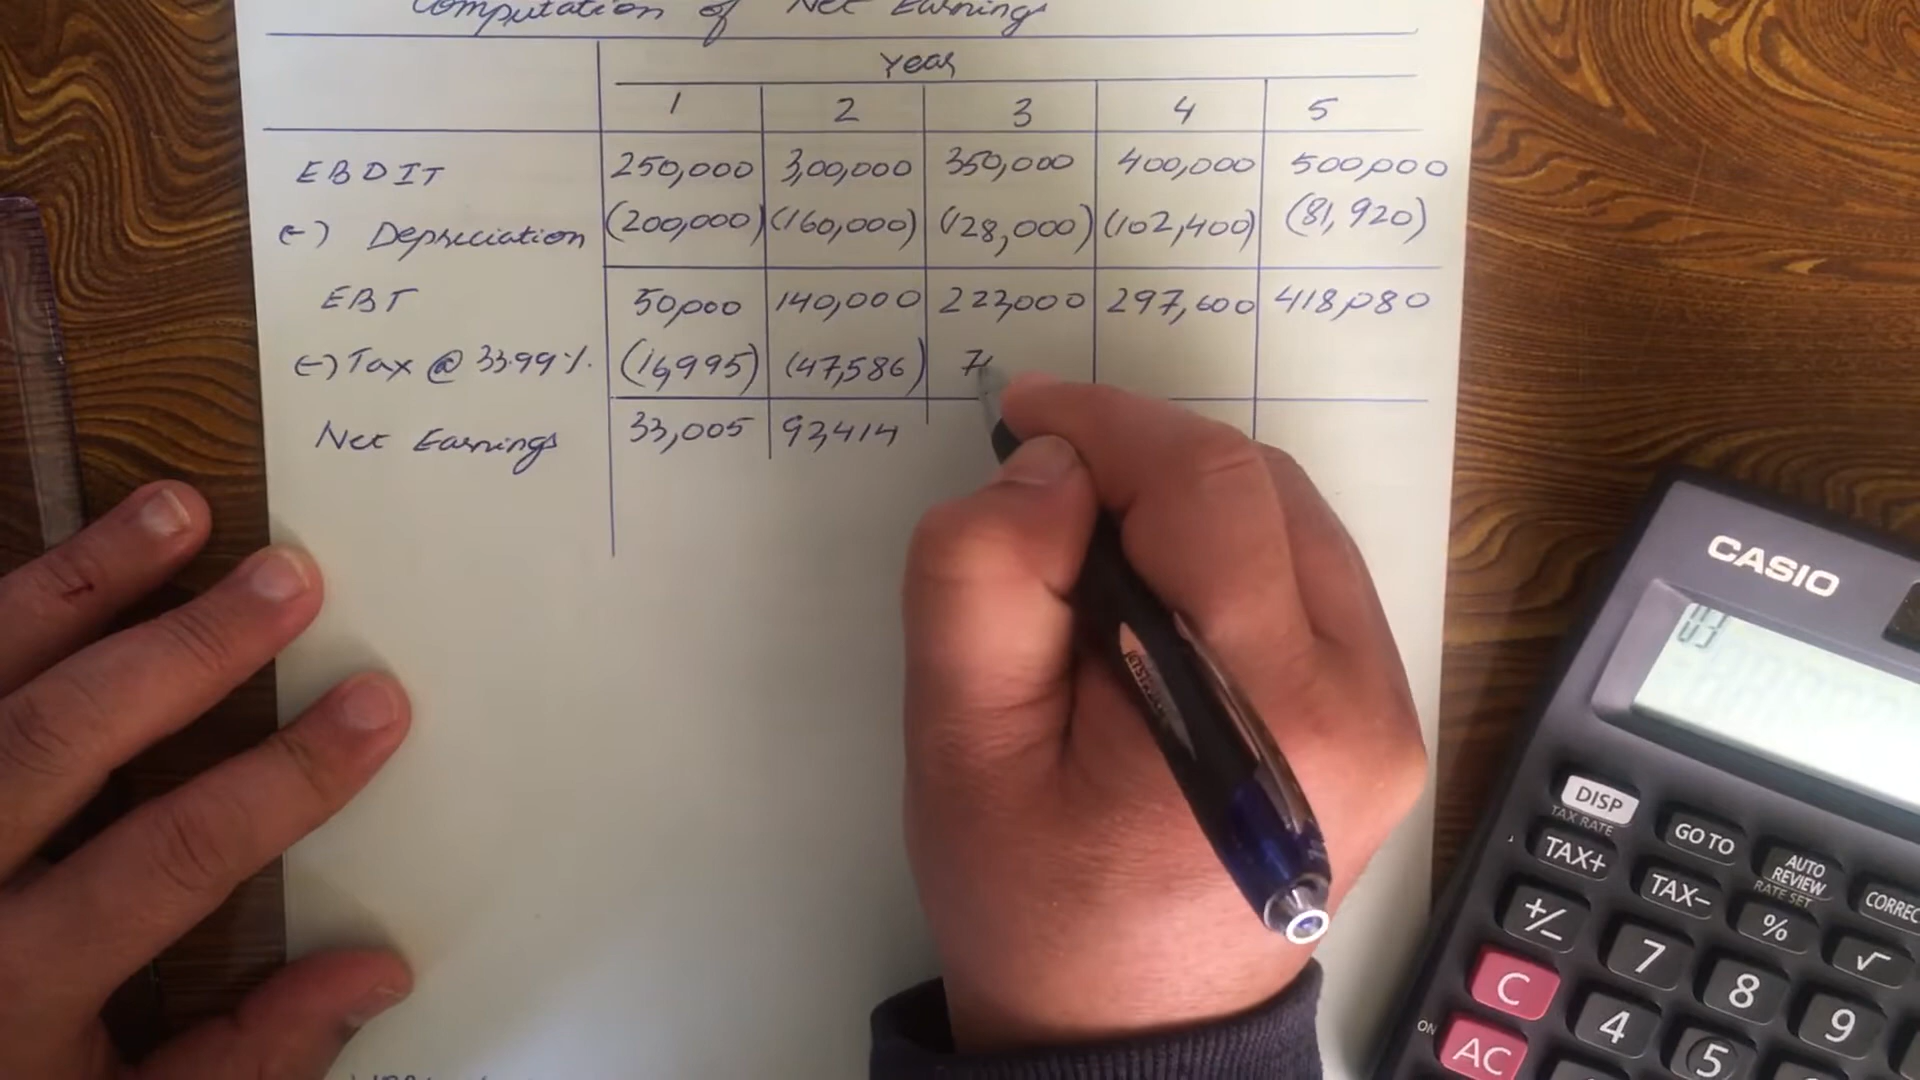 Computation of Net Earnings
Year
1 2 3 4 5
EBDIT 250,000 3,00,000 350,000 400,000 500,000
(-) Depreciation (200,000) (160,000) (128,000) (102,400) (81,920)
EBT 50,000 140,000 222,000 297,600 418,080
(-) Tax @ 33.99%. (16,995) (47,586) 7
Net Earnings 33,005 92,414
CASIO
DISP
TAX RATE
GO TO
AUTO REVIEW
CORREC
TAX+
TAX-
RATE SET
+/- % √
7 8 9
C
4 5
ON
AC